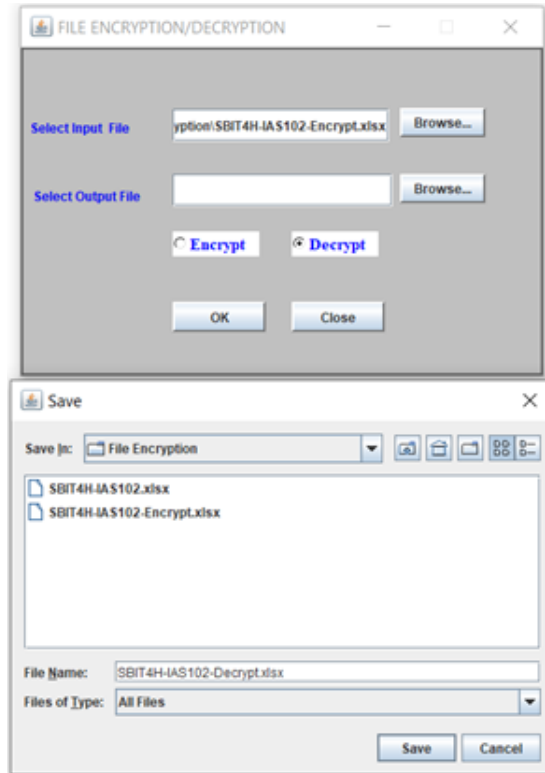 FILE ENCRYPTION/DECRYPTION
Select Input File
yption\SBIT4H-IAS102-Encrypt.xlsx
Browse...
Select Output File
Browse...
Encrypt
Decrypt
OK
Close
Save
Save In:
File Encryption
SBIT4H-IAS102.xlsx
SBIT4H-IAS102-Encrypt.xlsx
File Name:
SBIT4H-IAS102-Decrypt.xlsx
Files of Type:
All Files
Save
Cancel